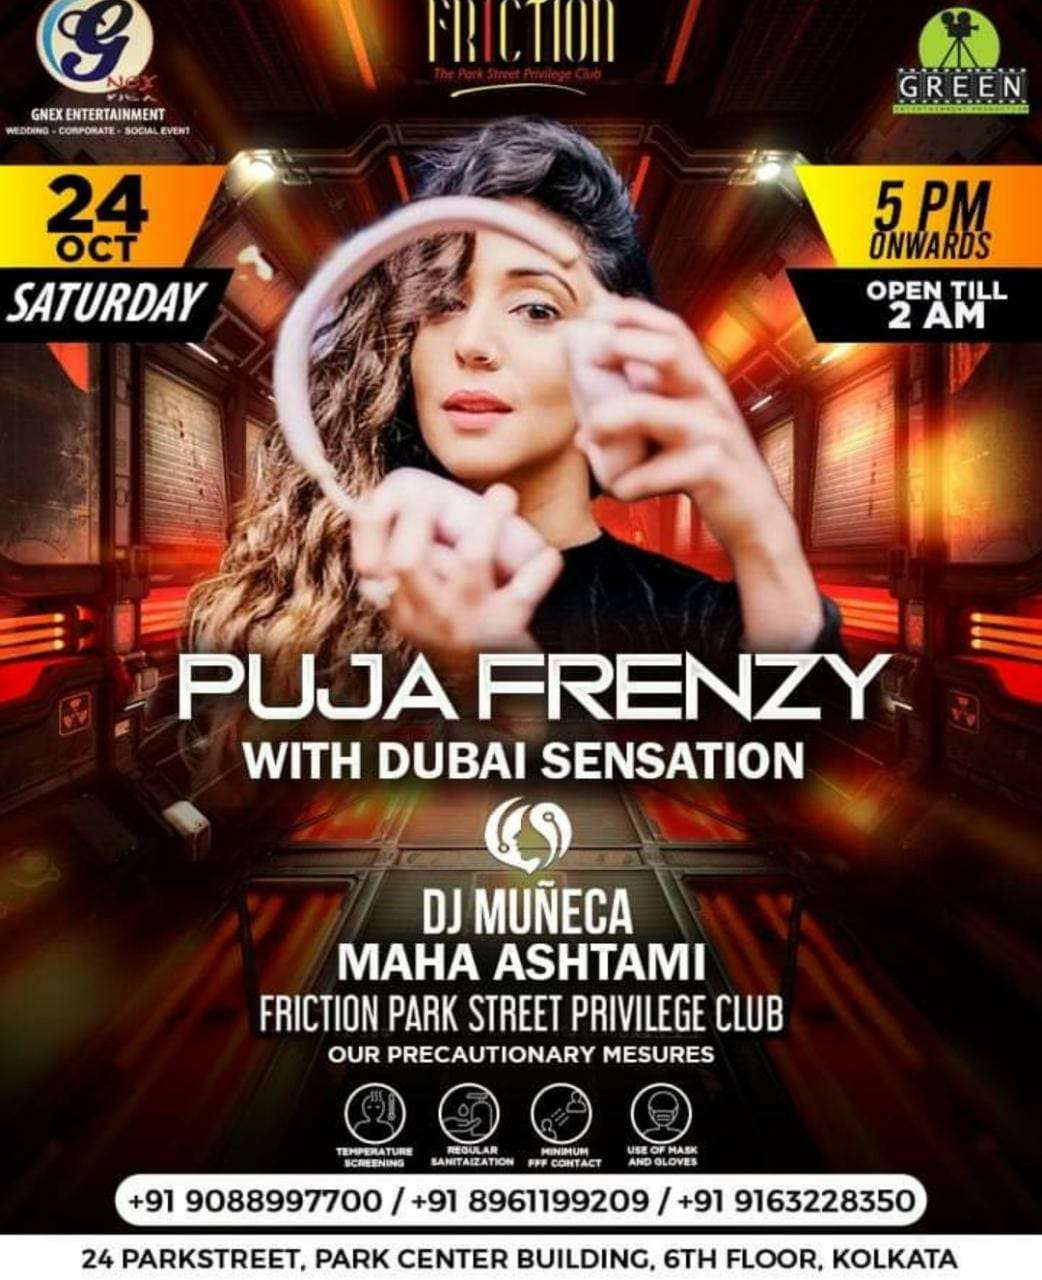 FRICTION
The Park Street Privilege Club
G
NEX
GNEX ENTERTAINMENT
WEDDING - CORPORATE - SOCIAL EVENT
GREEN
ENTERTAINMENT PRODUCTION
24
OCT
SATURDAY
5 PM
ONWARDS
OPEN TILL
2 AM
PUJA FRENZY
WITH DUBAI SENSATION
DJ MUÑECA
MAHA ASHTAMI
FRICTION PARK STREET PRIVILEGE CLUB
OUR PRECAUTIONARY MESURES
TEMPERATURE
SCREENING
REGULAR
SANITAIZATION
MINIMUM
FFF CONTACT
USE OF MASK
AND GLOVES
+91 9088997700 / +91 8961199209 / +91 9163228350
24 PARKSTREET, PARK CENTER BUILDING, 6TH FLOOR, KOLKATA